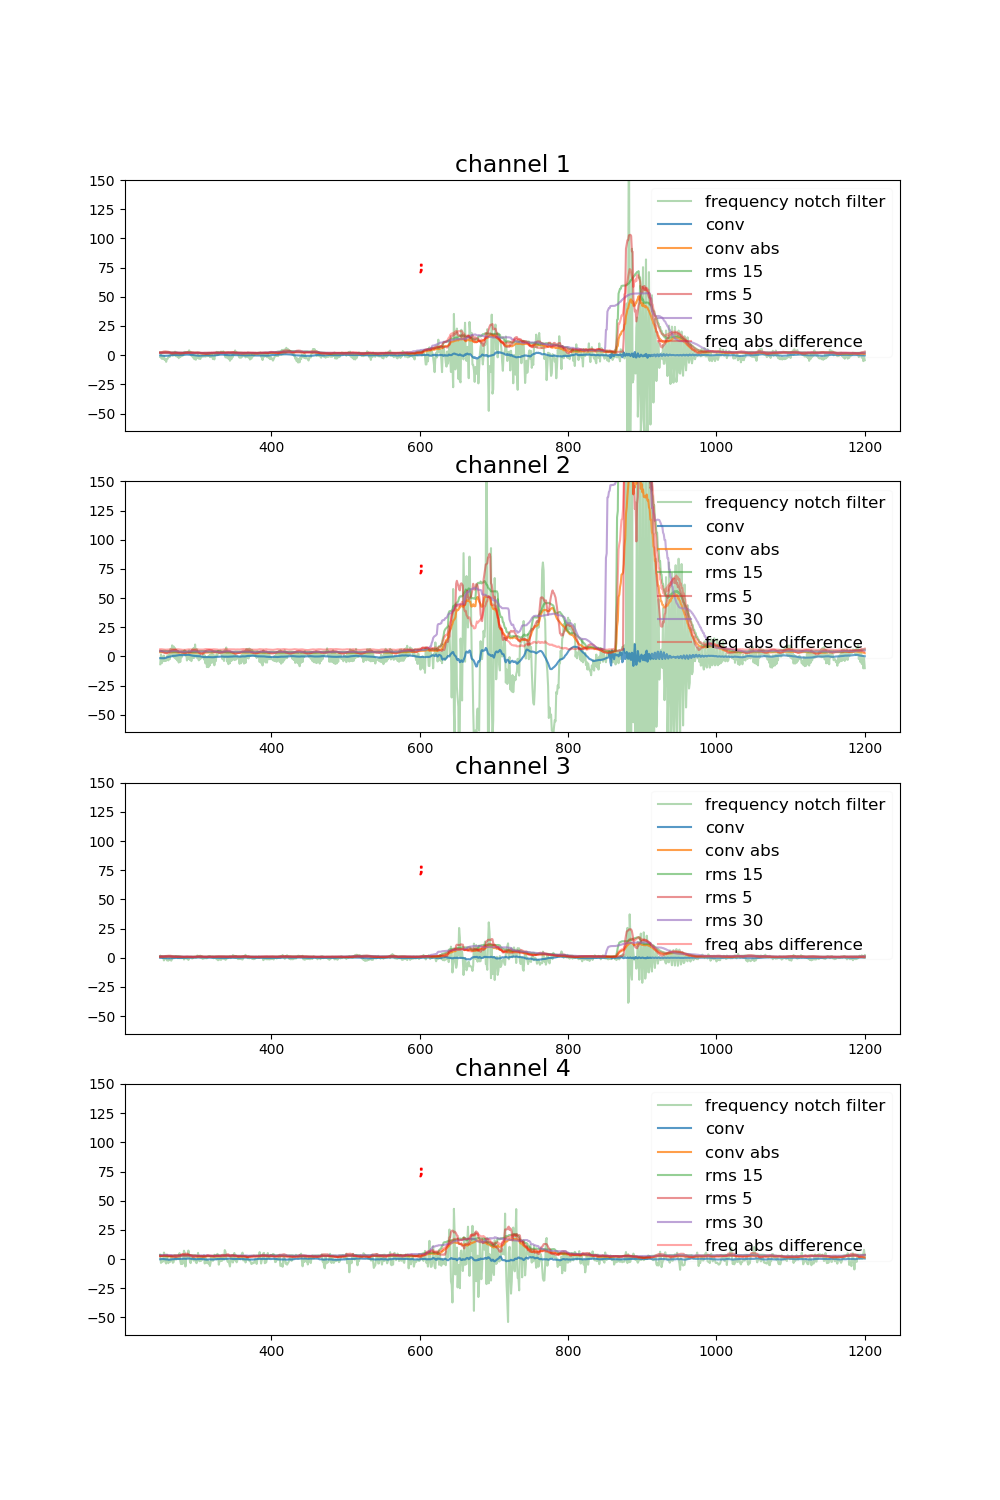 channel 1
150
125
100
75
50
25
0
−25
−50
;
frequency notch filter
conv
conv abs
rms 15
rms 5
rms 30
freq abs difference
400 600 800 1000 1200
channel 2
150
125
100
75
50
25
0
−25
−50
;
frequency notch filter
conv
conv abs
rms 15
rms 5
rms 30
freq abs difference
400 600 800 1000 1200
channel 3
150
125
100
75
50
25
0
−25
−50
;
frequency notch filter
conv
conv abs
rms 15
rms 5
rms 30
freq abs difference
400 600 800 1000 1200
channel 4
150
125
100
75
50
25
0
−25
−50
;
frequency notch filter
conv
conv abs
rms 15
rms 5
rms 30
freq abs difference
400 600 800 1000 1200